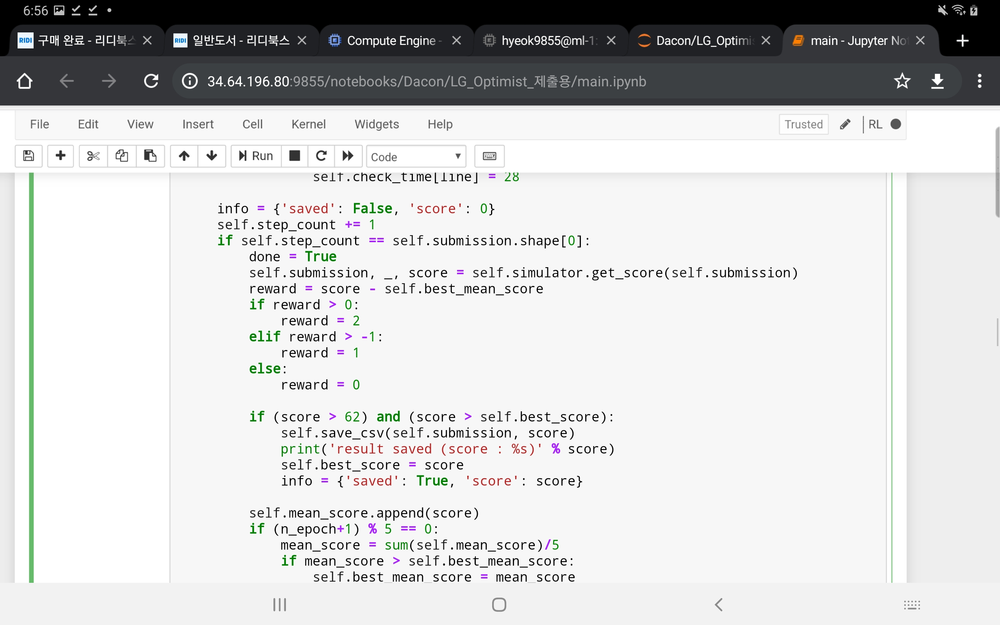 6:56
RIDI 구매 완료 - 리디북스
RIDI 일반도서 - 리디북스
Compute Engine -
hyeok9855@ml-1:
Dacon/LG_Optimi
main - Jupyter Not
34.64.196.80:9855/notebooks/Dacon/LG_Optimist_제출용/main.ipynb
File Edit View Insert Cell Kernel Widgets Help Trusted RL
Run Code
self.check_time[line] = 28
info = {'saved': False, 'score': 0}
self.step_count += 1
if self.step_count == self.submission.shape[0]:
    done = True
    self.submission, _, score = self.simulator.get_score(self.submission)
    reward = score - self.best_mean_score
    if reward > 0:
        reward = 2
    elif reward > -1:
        reward = 1
    else:
        reward = 0
    if (score > 62) and (score > self.best_score):
        self.save_csv(self.submission, score)
        print('result saved (score : %s)' % score)
        self.best_score = score
        info = {'saved': True, 'score': score}
    self.mean_score.append(score)
    if (n_epoch+1) % 5 == 0:
        mean_score = sum(self.mean_score)/5
        if mean_score > self.best_mean_score:
            self.best_mean_score = mean_score